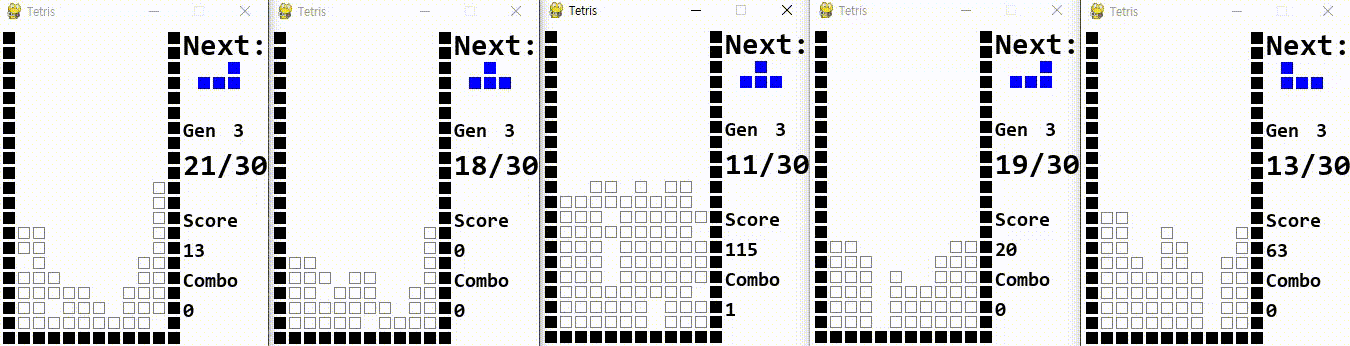 Tetris
Next:
Gen 3
21/30
Score
13
Combo
0
Tetris
Next:
Gen 3
18/30
Score
0
Combo
0
Tetris
Next:
Gen 3
11/30
Score
115
Combo
1
Tetris
Next:
Gen 3
19/30
Score
20
Combo
0
Tetris
Next:
Gen 3
13/30
Score
63
Combo
0